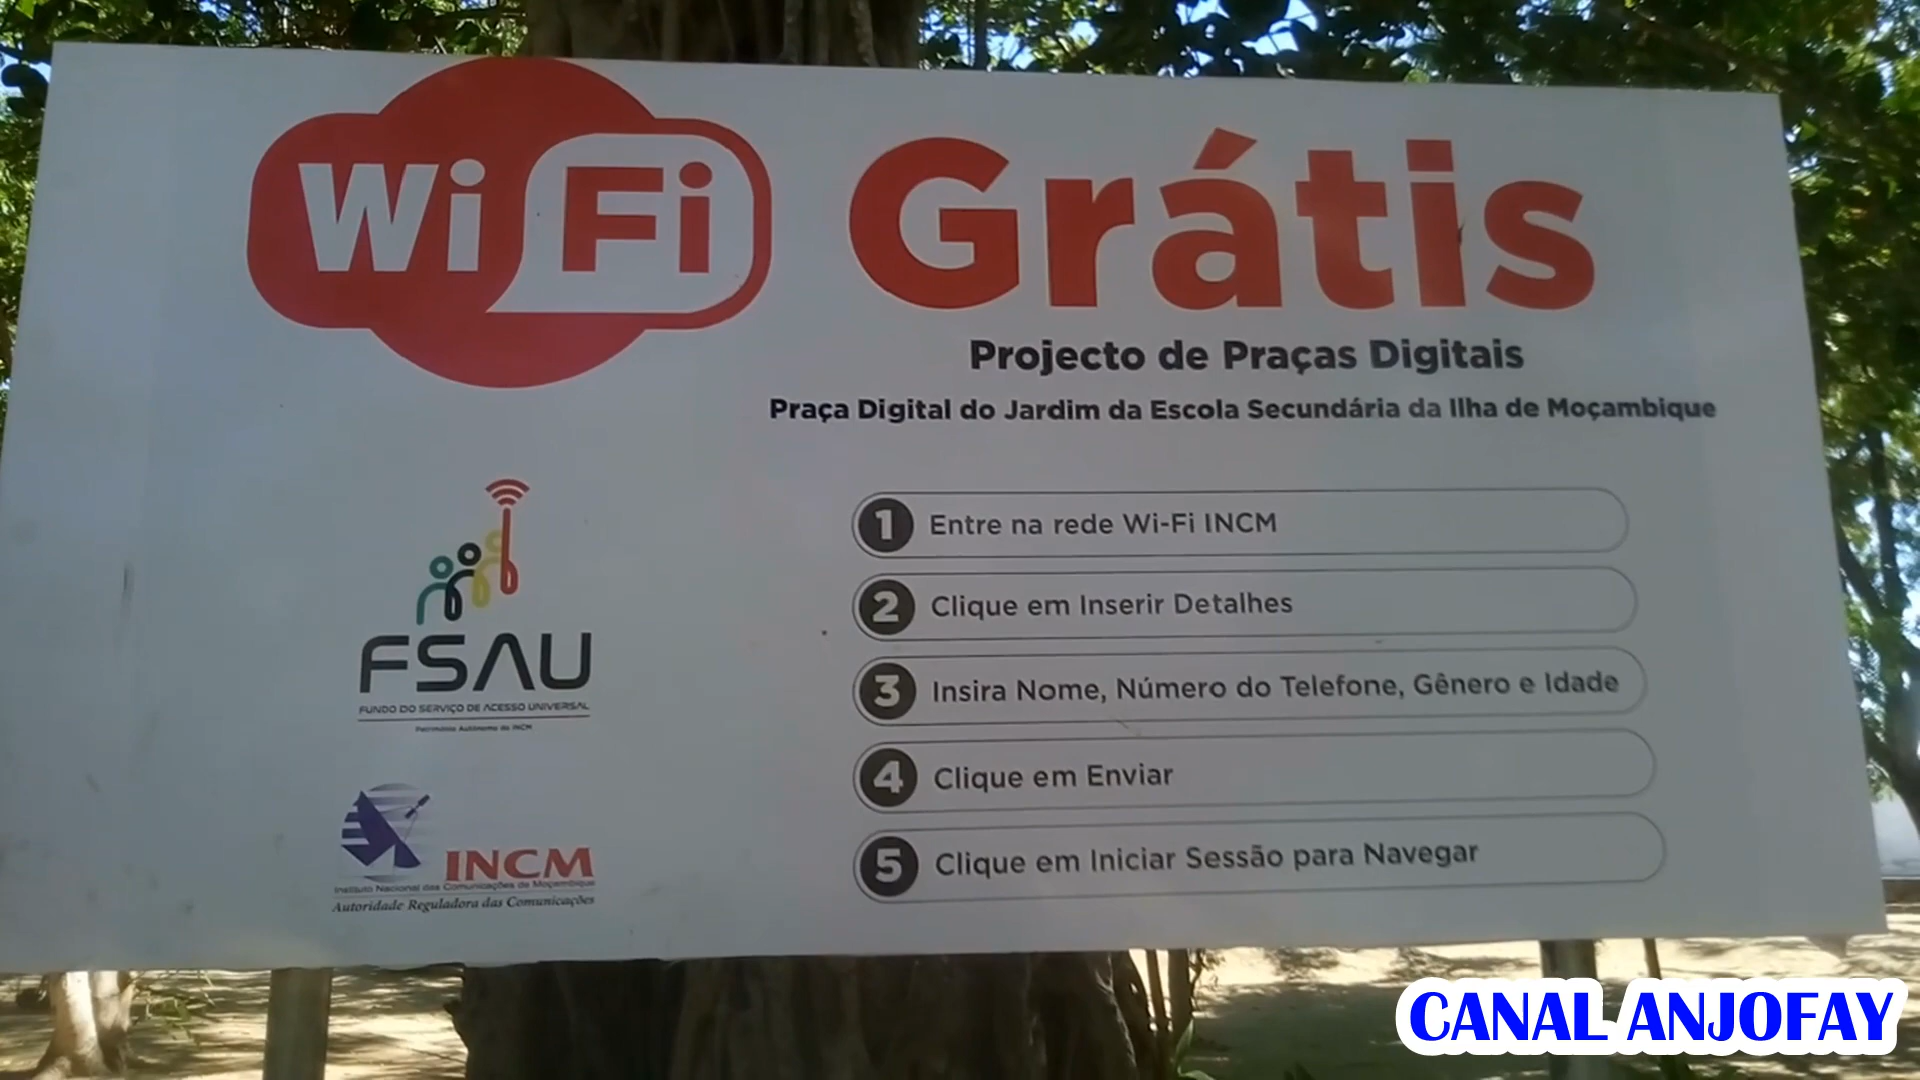 WiFi Grátis
Projecto de Praças Digitais
Praça Digital do Jardim da Escola Secundária da Ilha de Moçambique
1 Entre na rede Wi-Fi INCM
2 Clique em Inserir Detalhes
3 Insira Nome, Número do Telefone, Gênero e Idade
4 Clique em Enviar
5 Clique em Iniciar Sessão para Navegar
FSAU
FUNDO DO SERVIÇO DE ACESSO UNIVERSAL
Património Autónomo do INCM
INCM
Instituto Nacional das Comunicações de Moçambique
Autoridade Reguladora das Comunicações
CANAL ANJOFAY